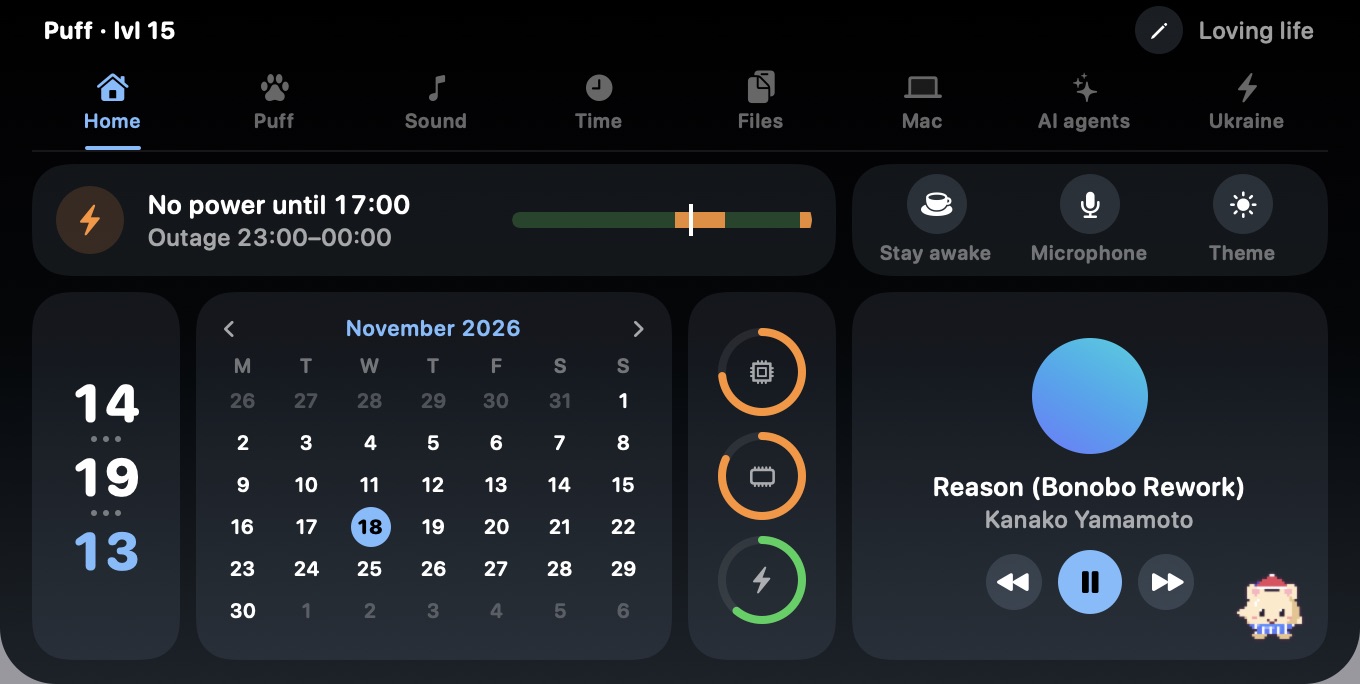 Puff · lvl 15
Loving life
Home
Puff
Sound
Time
Files
Mac
AI agents
Ukraine
No power until 17:00
Outage 23:00–00:00
Stay awake
Microphone
Theme
14
19
13
November 2026
M T W T F S S
26 27 28 29 30 31 1
2 3 4 5 6 7 8
9 10 11 12 13 14 15
16 17 18 19 20 21 22
23 24 25 26 27 28 29
30 1 2 3 4 5 6
Reason (Bonobo Rework)
Kanako Yamamoto